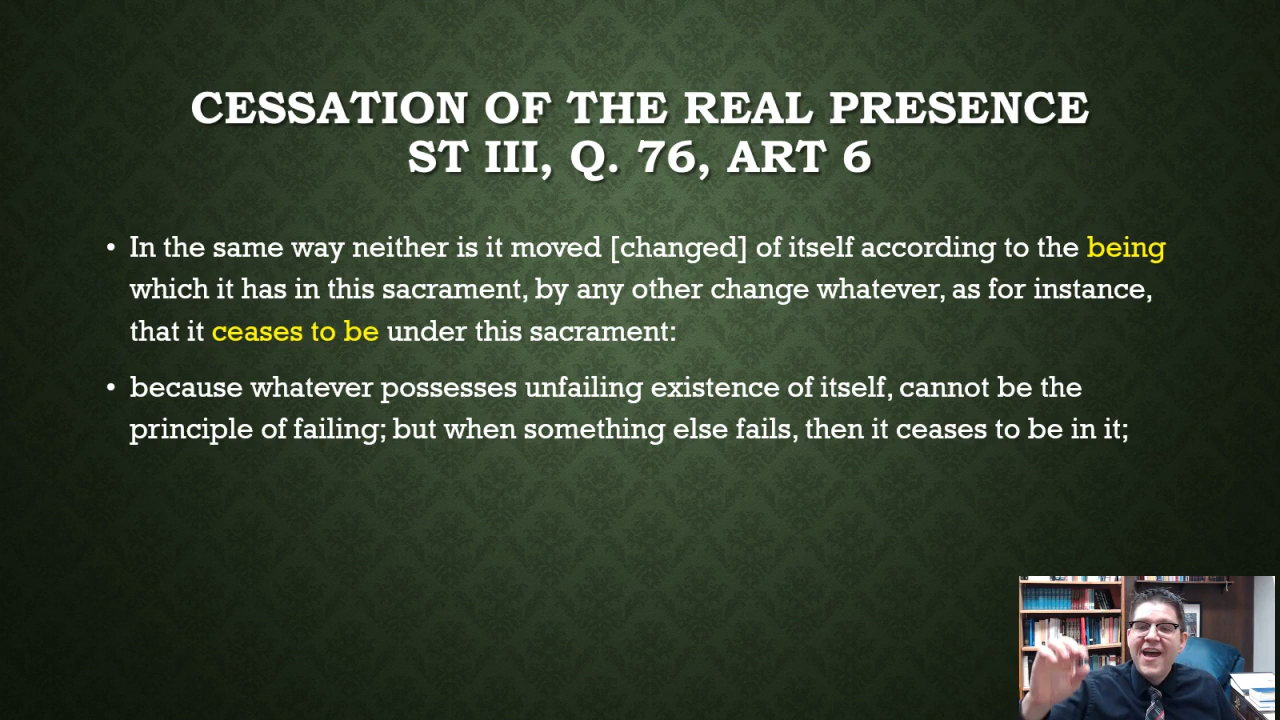 CESSATION OF THE REAL PRESENCE
ST III, Q. 76, ART 6
• In the same way neither is it moved [changed] of itself according to the being
which it has in this sacrament, by any other change whatever, as for instance,
that it ceases to be under this sacrament:
• because whatever possesses unfailing existence of itself, cannot be the
principle of failing; but when something else fails, then it ceases to be in it;